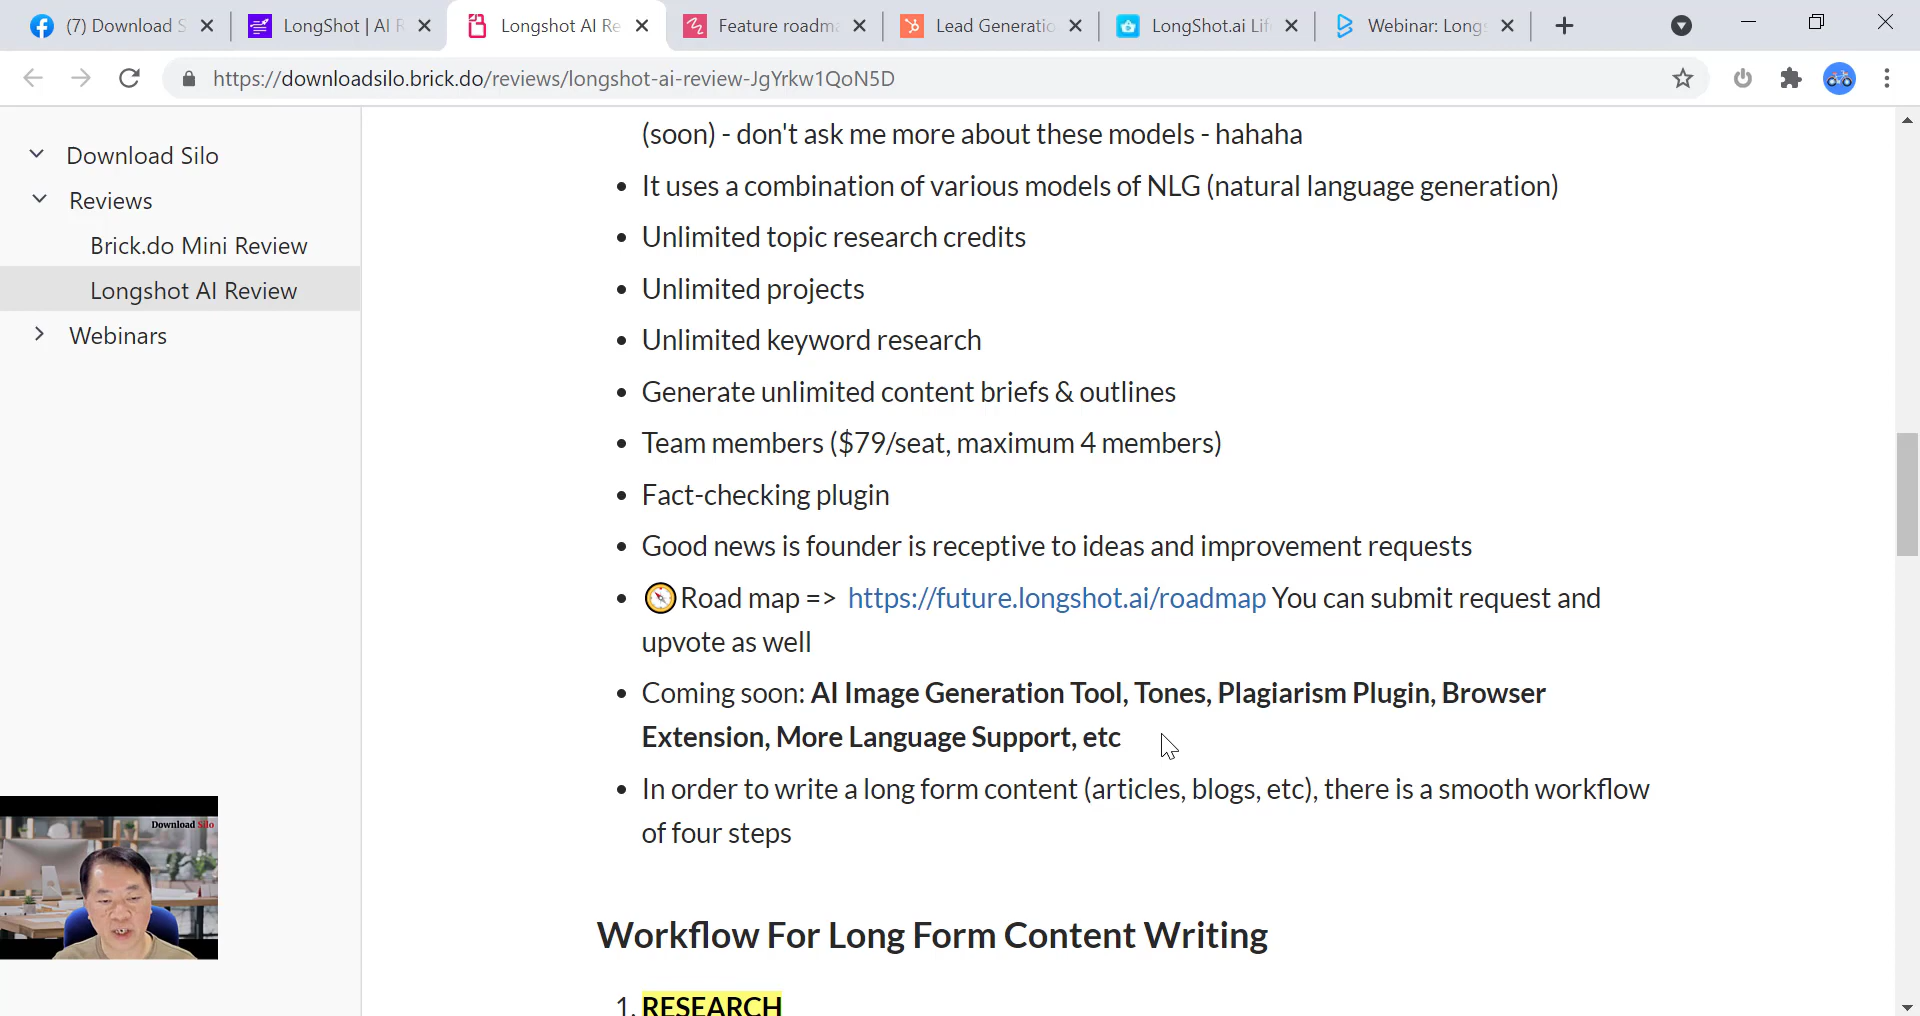 (7) Download S
LongShot | AI R
Longshot AI Re
Feature roadma
Lead Generatio
LongShot.ai Lif
Webinar: Longs
https://downloadsilo.brick.do/reviews/longshot-ai-review-JgYrkw1QoN5D
Download Silo
Reviews
Brick.do Mini Review
Longshot AI Review
Webinars
(soon) - don't ask me more about these models - hahaha
• It uses a combination of various models of NLG (natural language generation)
• Unlimited topic research credits
• Unlimited projects
• Unlimited keyword research
• Generate unlimited content briefs & outlines
• Team members ($79/seat, maximum 4 members)
• Fact-checking plugin
• Good news is founder is receptive to ideas and improvement requests
• 🧭Road map => https://future.longshot.ai/roadmap You can submit request and
upvote as well
• Coming soon: AI Image Generation Tool, Tones, Plagiarism Plugin, Browser
Extension, More Language Support, etc
• In order to write a long form content (articles, blogs, etc), there is a smooth workflow
of four steps
Workflow For Long Form Content Writing
1. RESEARCH
Download Silo